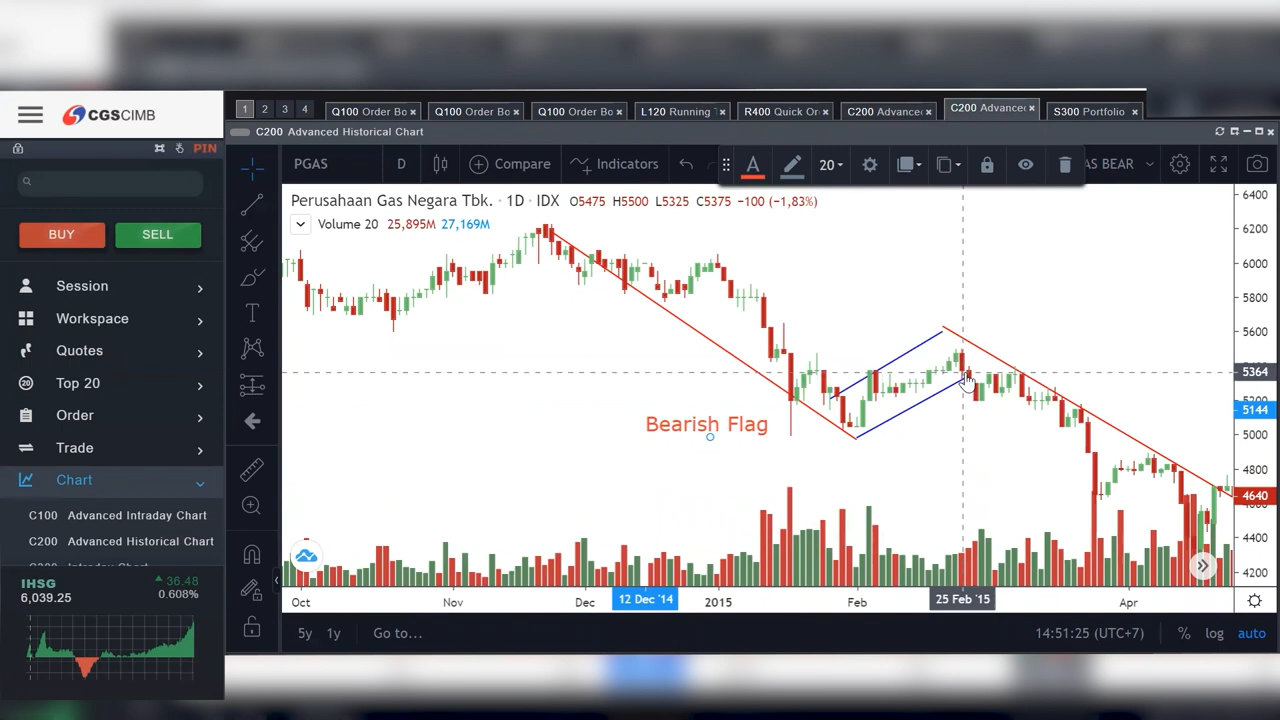 CGSCIMB
1 2 3 4 Q100 Order Bo × Q100 Order Bo × Q100 Order Bo × L120 Running T × R400 Quick Or × C200 Advanced × C200 Advanced × S300 Portfolio ×
C200 Advanced Historical Chart
PIN
PGAS D Compare Indicators 20 AS BEAR
BUY SELL
Perusahaan Gas Negara Tbk. · 1D · IDX O5475 H5500 L5325 C5375 −100 (−1,83%)
Volume 20 25,895M 27,169M
Session
Workspace
Quotes
20 Top 20
Order
Trade
Chart
C100 Advanced Intraday Chart
C200 Advanced Historical Chart
IHSG 36.48
6,039.25 0.608%
Bearish Flag
6400
6200
6000
5800
5600
5364
5200
5144
5000
4800
4640
4400
4200
Oct Nov Dec 12 Dec '14 2015 Feb 25 Feb '15 Apr
5y 1y Go to... 14:51:25 (UTC+7) % log auto